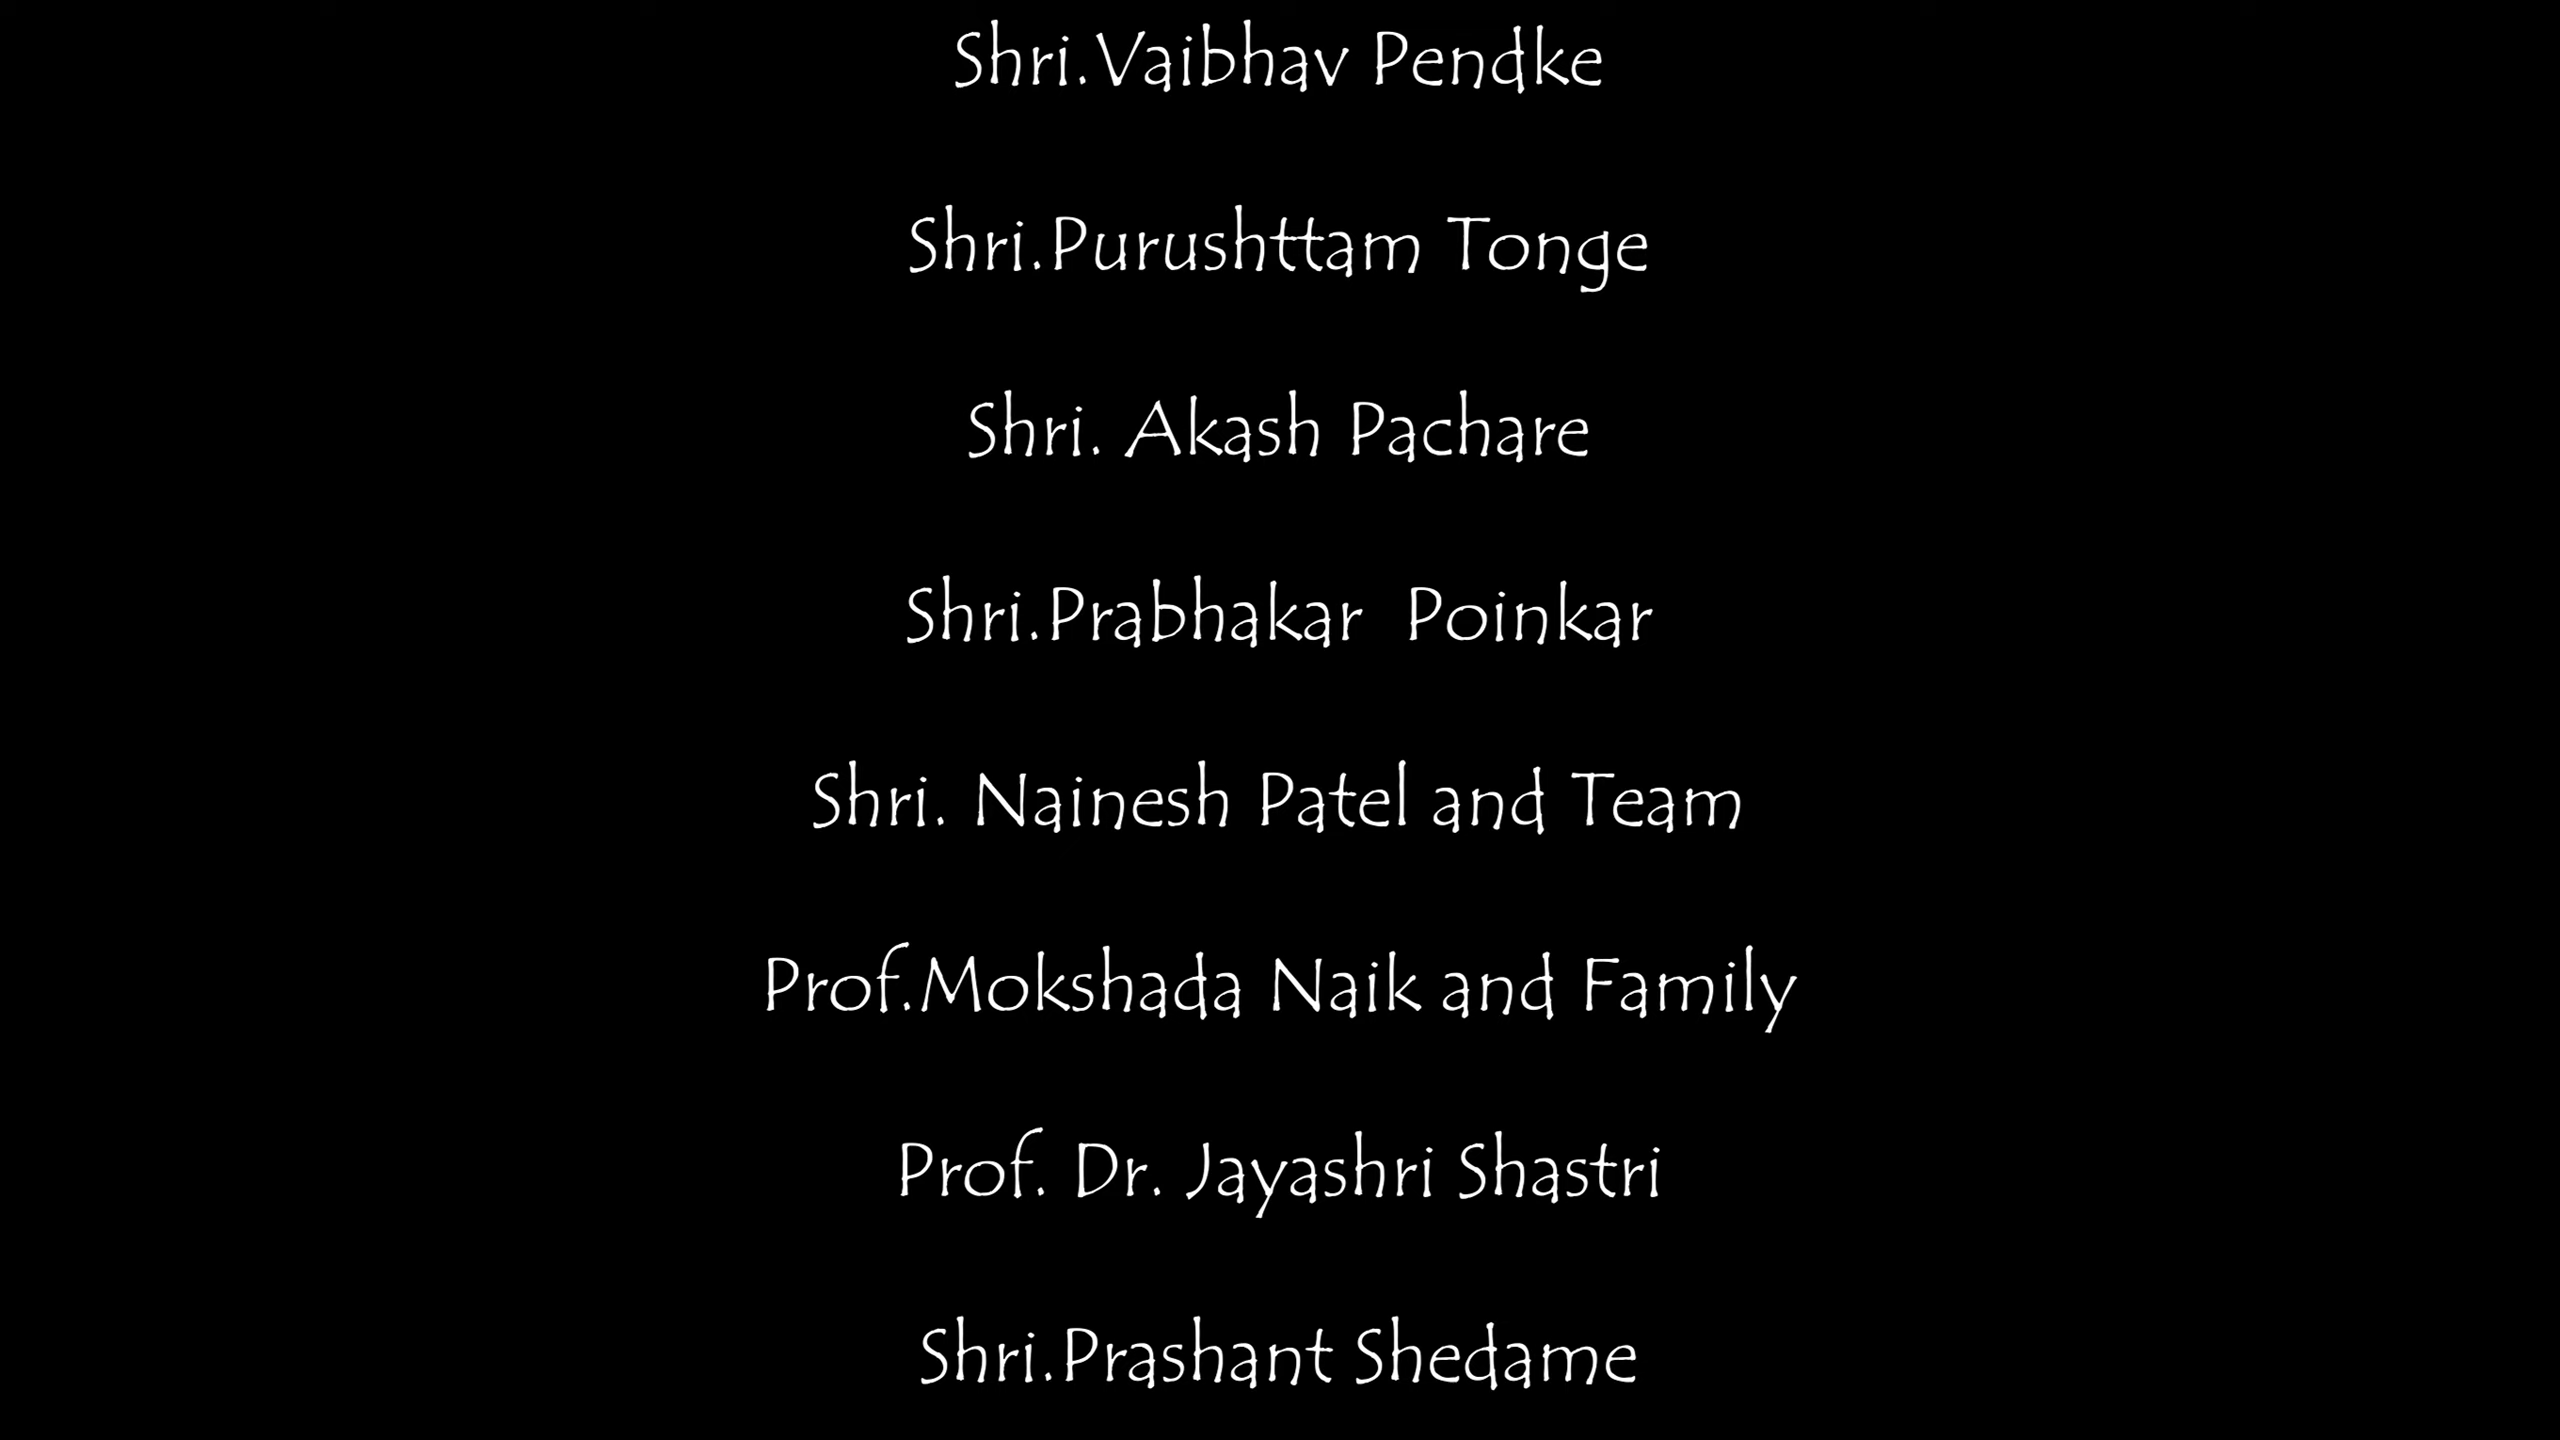 Shri.Vaibhav Pendke
Shri.Purushttam Tonge
Shri. Akash Pachare
Shri.Prabhakar  Poinkar
Shri. Nainesh Patel and Team
Prof.Mokshada Naik and Family
Prof. Dr. Jayashri Shastri
Shri.Prashant Shedame